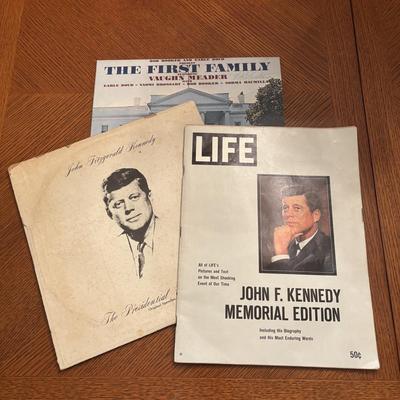 BOB BOOKER AND EARLE DOUD
THE FIRST FAMILY
VAUGHN MEADER
EARLE DOUD • NAOMI BROSSART • BOB BOOKER • NORMA MACMILLAN
John Fitzgerald Kennedy
The Presidential
LIFE
All of LIFE's
Pictures and Text
on the Most Shocking
Event of Our Time
JOHN F. KENNEDY
MEMORIAL EDITION
Including His Biography
and His Most Enduring Words
50¢